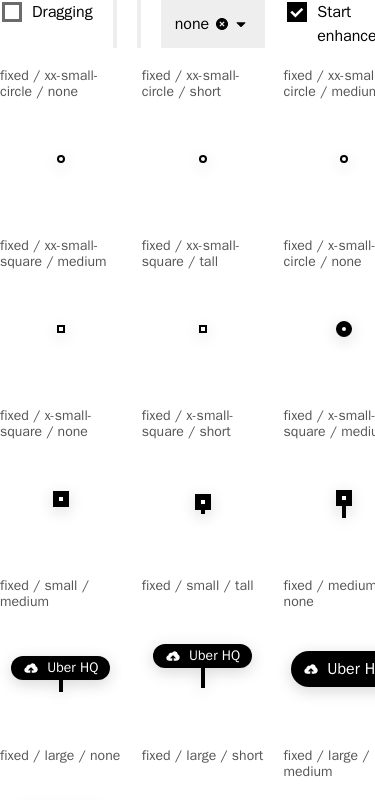 Dragging
none
Start
enhance
fixed / xx-small-
circle / none
fixed / xx-small-
circle / short
fixed / xx-smal
circle / medium
fixed / xx-small-
square / medium
fixed / xx-small-
square / tall
fixed / x-small-
circle / none
fixed / x-small-
square / none
fixed / x-small-
square / short
fixed / x-small-
square / mediu
fixed / small /
medium
fixed / small / tall
fixed / medium
none
Uber HQ
Uber HQ
Uber H
fixed / large / none
fixed / large / short
fixed / large /
medium